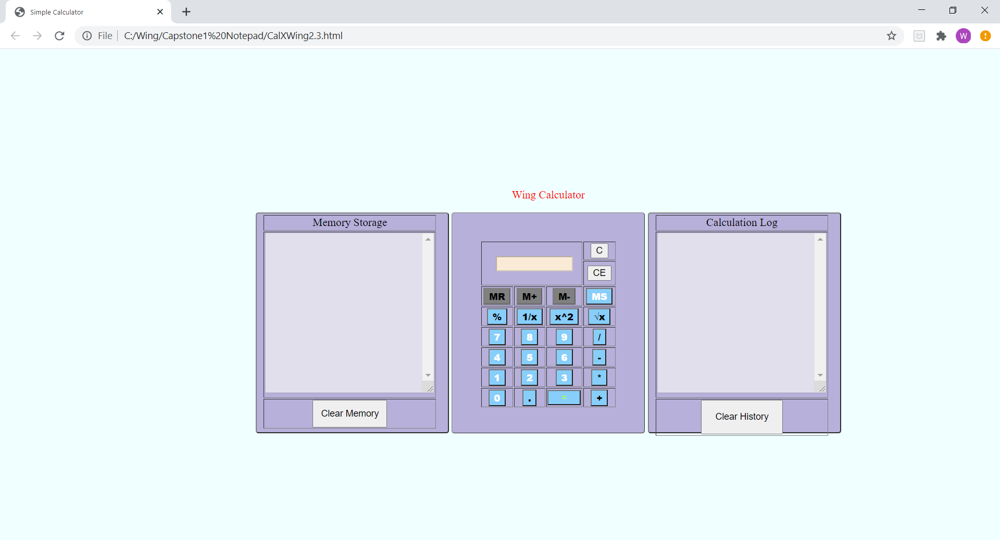 Simple Calculator
File C:/Wing/Capstone1%20Notepad/CalXWing2.3.html
W
Wing Calculator
Memory Storage
Clear Memory
C
CE
MR M+ M- MS
% 1/x x^2 √x
7 8 9 /
4 5 6 -
1 2 3 *
0 . = +
Calculation Log
Clear History